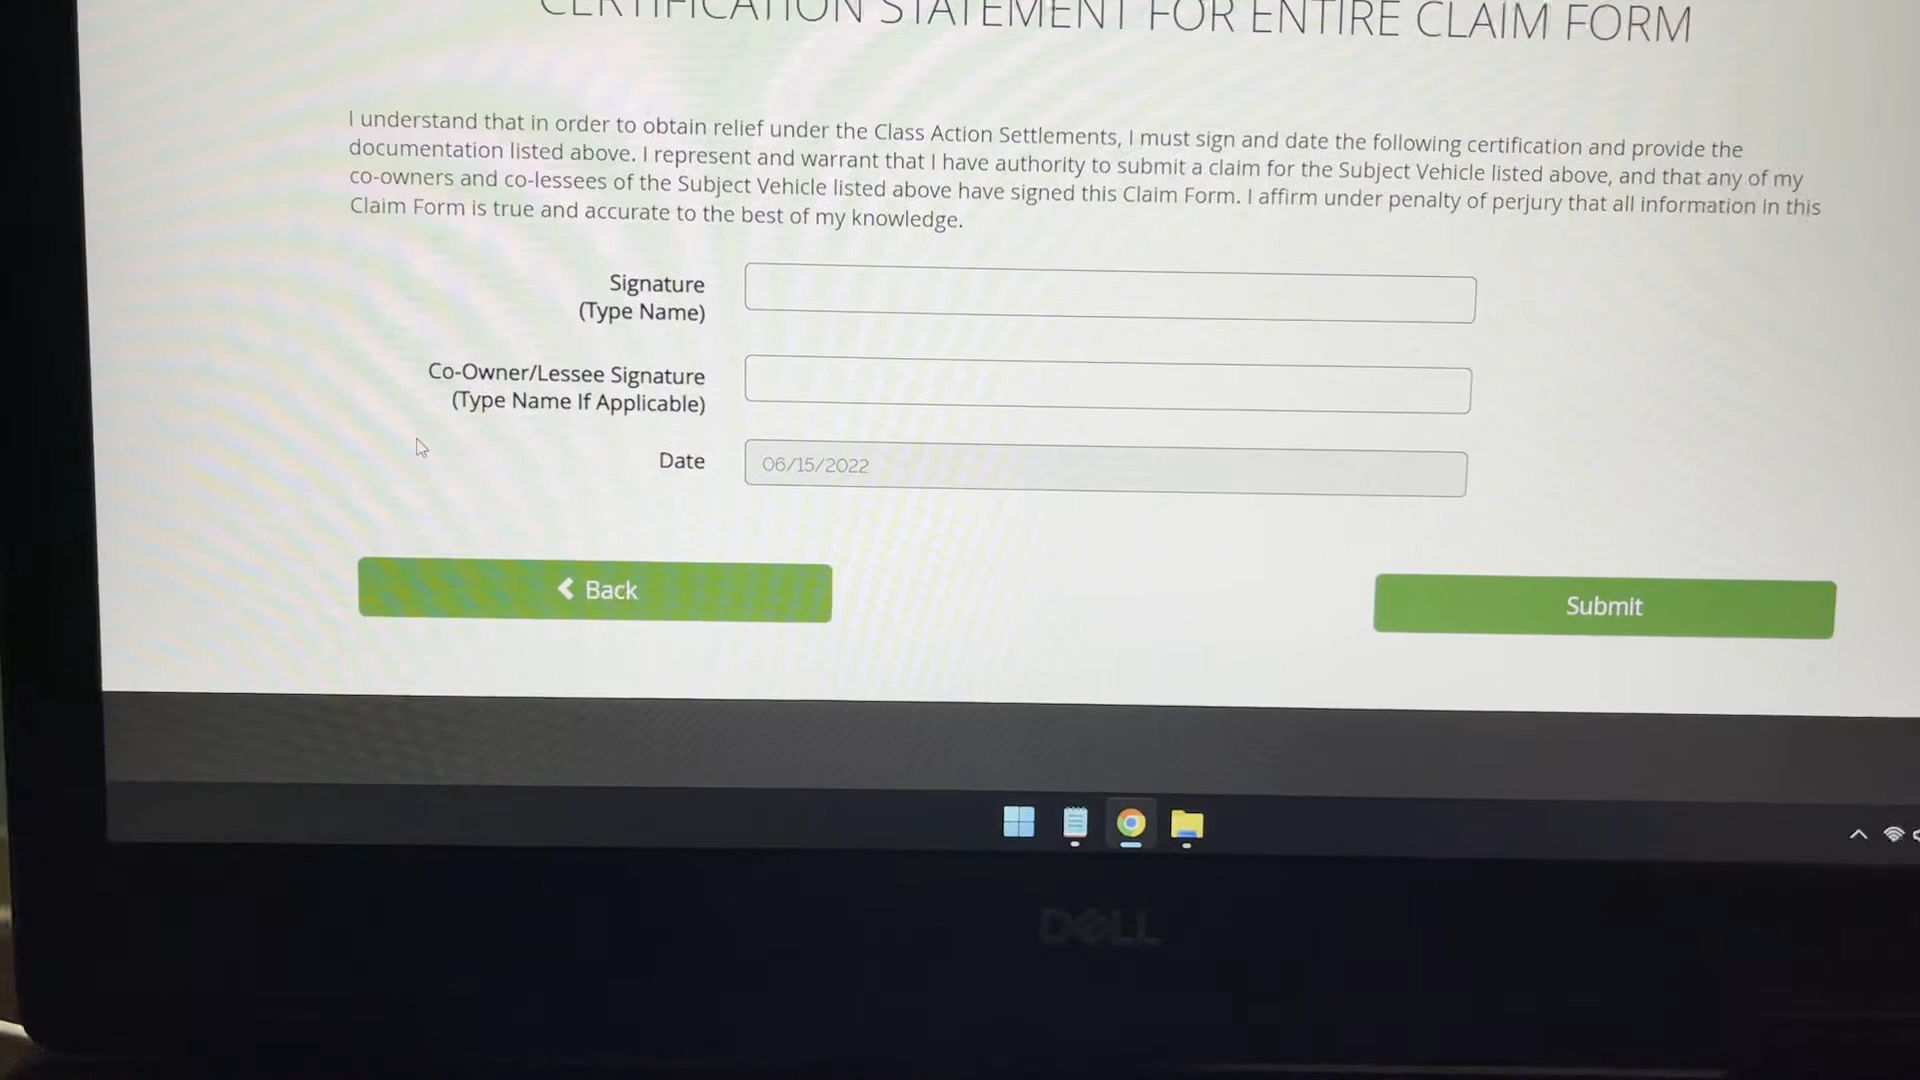 CERTIFICATION STATEMENT FOR ENTIRE CLAIM FORM
I understand that in order to obtain relief under the Class Action Settlements, I must sign and date the following certification and provide the
documentation listed above. I represent and warrant that I have authority to submit a claim for the Subject Vehicle listed above, and that any of my
co-owners and co-lessees of the Subject Vehicle listed above have signed this Claim Form. I affirm under penalty of perjury that all information in this
Claim Form is true and accurate to the best of my knowledge.
Signature
(Type Name)
Co-Owner/Lessee Signature
(Type Name If Applicable)
Date
06/15/2022
Back
Submit
DELL